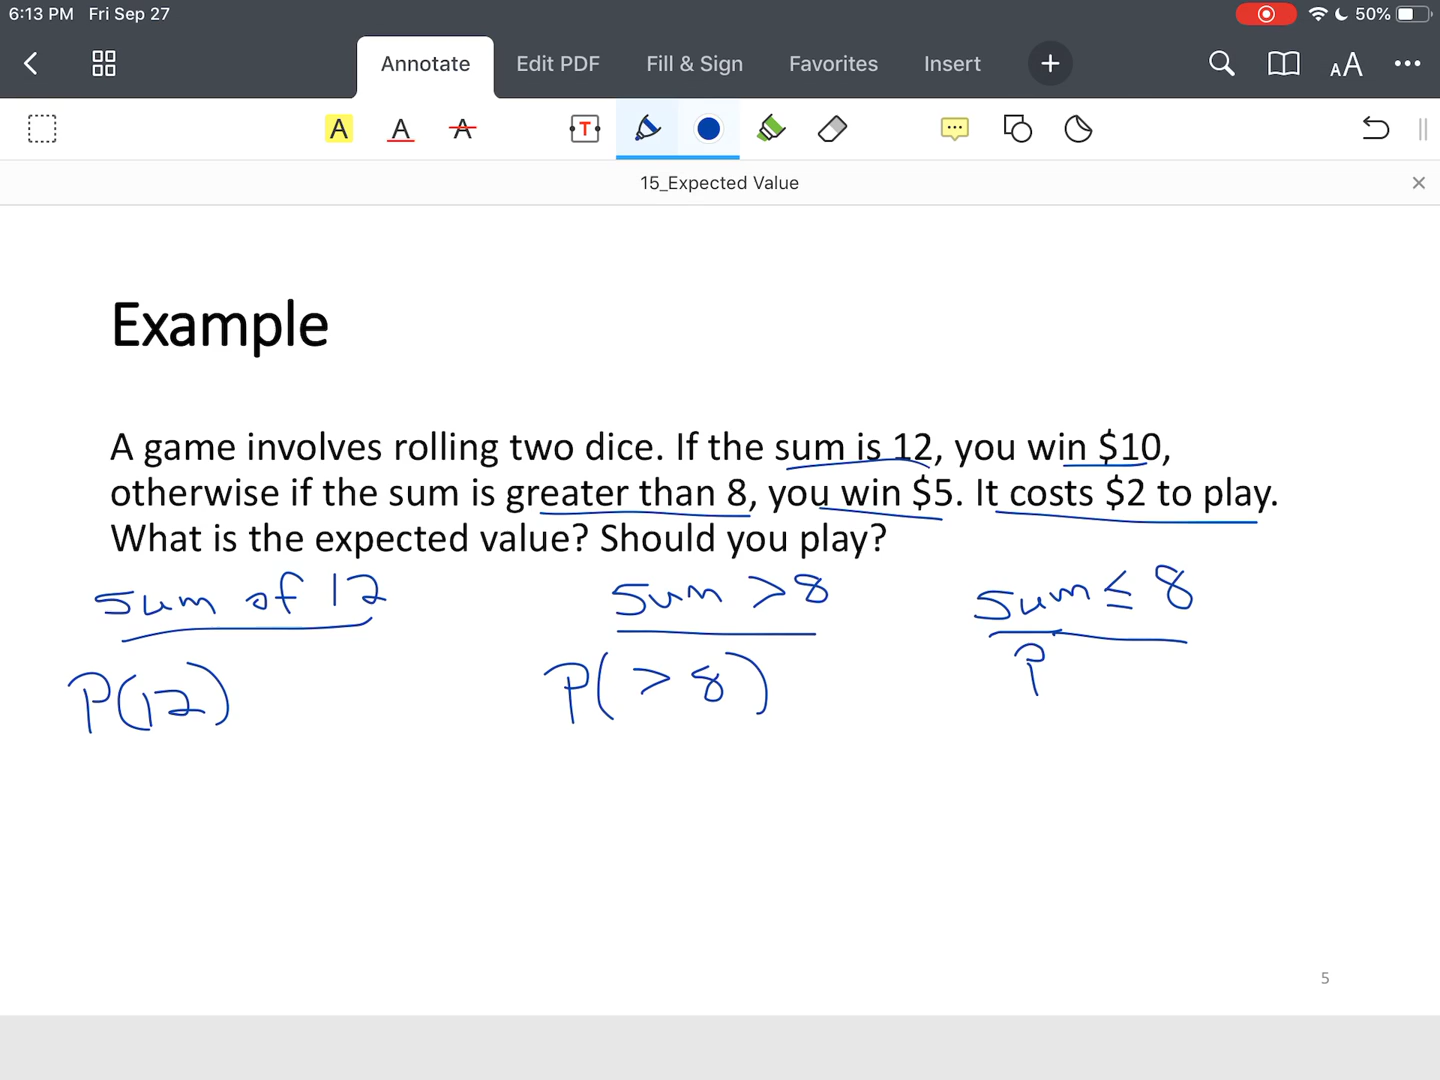 6:13 PM Fri Sep 27 50%
Annotate Edit PDF Fill & Sign Favorites Insert
A A A T
15_Expected Value
Example
A game involves rolling two dice. If the sum is 12, you win $10,
otherwise if the sum is greater than 8, you win $5. It costs $2 to play.
What is the expected value? Should you play?
sum of 12 sum > 8 sum ≤ 8
P(12) P( > 8) P
5